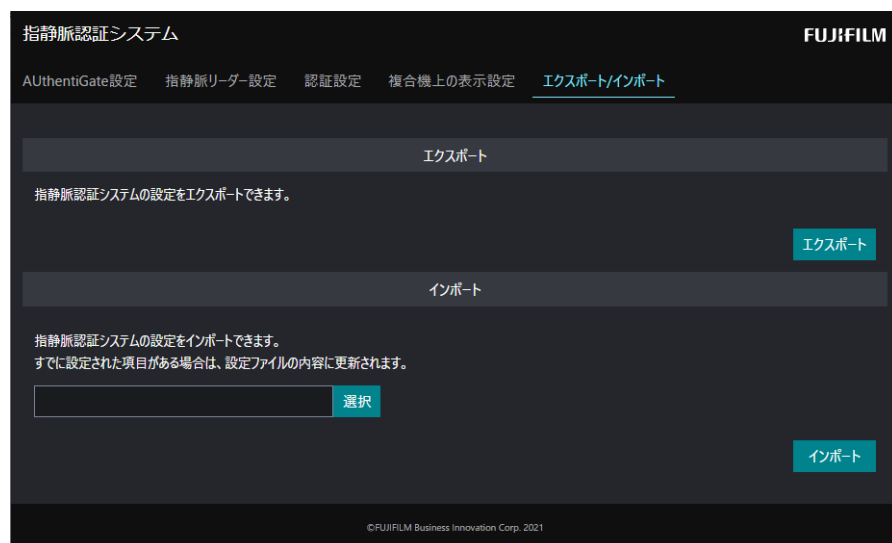 指静脈認証システム
FUJIFILM
AUthentiGate設定 指静脈リーダー設定 認証設定 複合機上の表示設定 エクスポート/インポート
エクスポート
指静脈認証システムの設定をエクスポートできます。
エクスポート
インポート
指静脈認証システムの設定をインポートできます。
すでに設定された項目がある場合は、設定ファイルの内容に更新されます。
選択
インポート
©FUJIFILM Business Innovation Corp. 2021